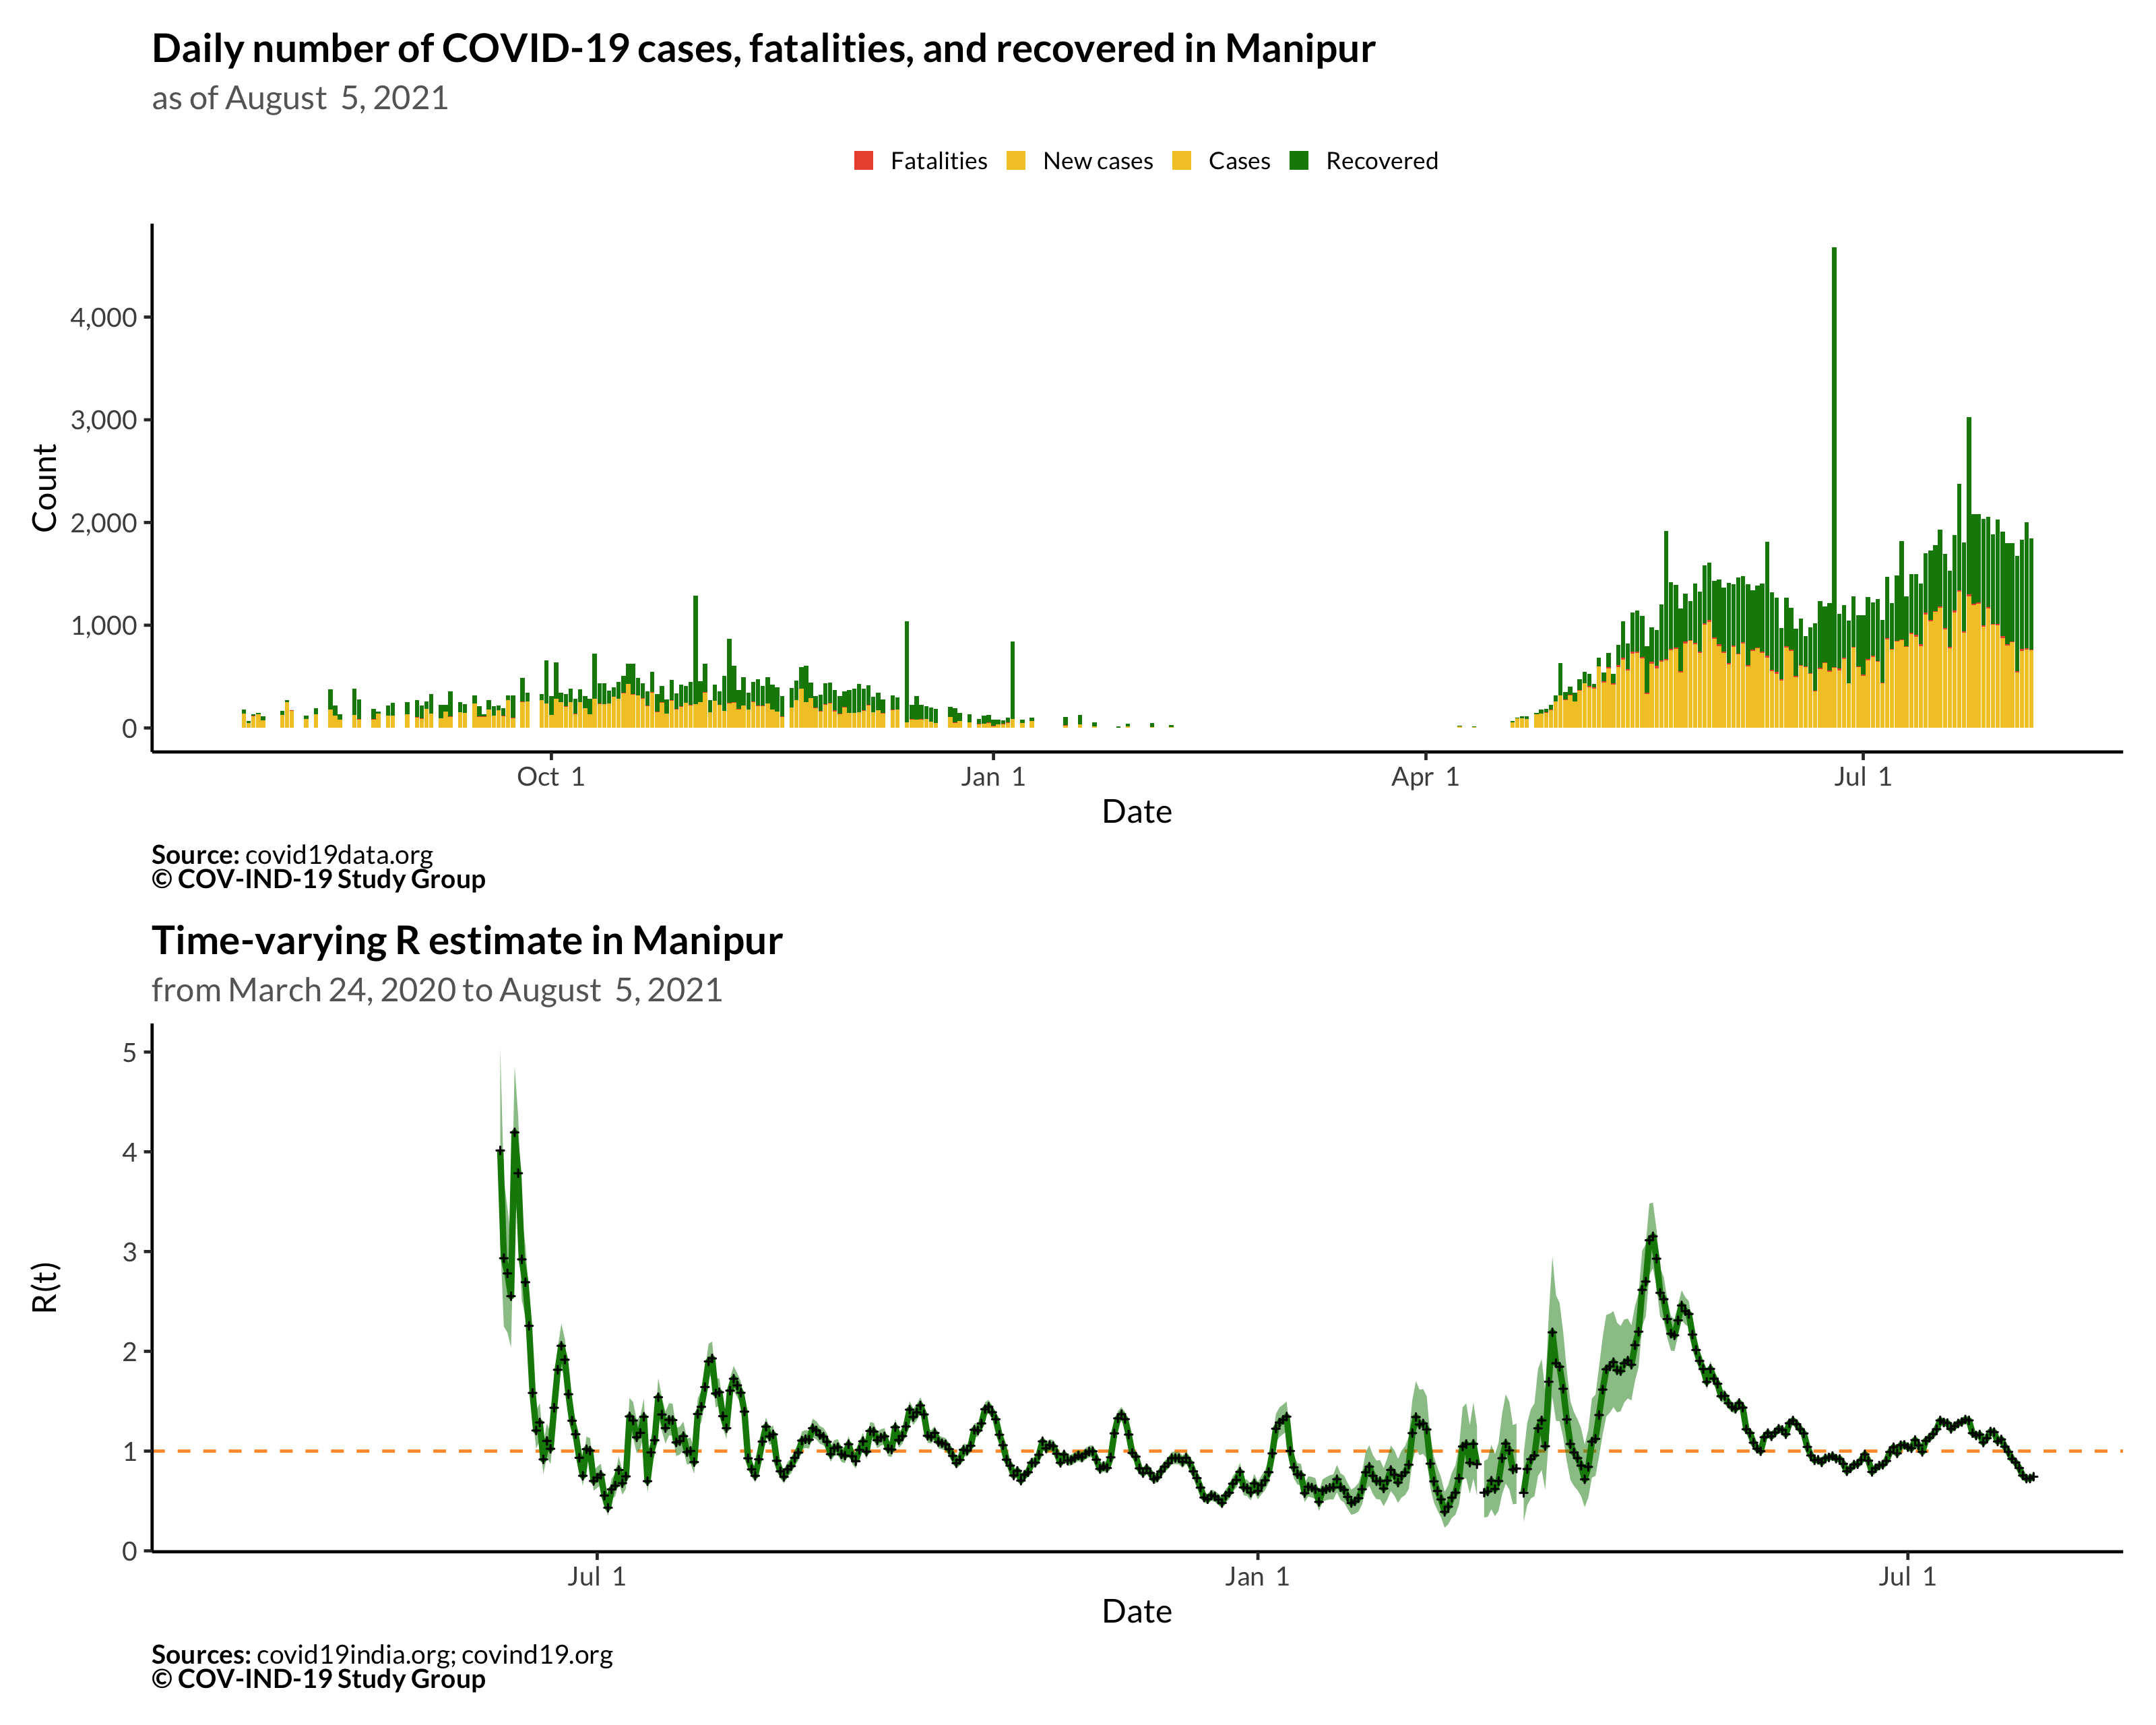 Daily number of COVID-19 cases, fatalities, and recovered in Manipur
as of August  5, 2021
Fatalities New cases Cases Recovered
4,000
3,000
2,000
1,000
0
Count
Oct  1 Jan  1 Apr  1 Jul  1
Date
Source: covid19data.org
© COV-IND-19 Study Group
Time-varying R estimate in Manipur
from March 24, 2020 to August  5, 2021
5
4
3
2
1
0
R(t)
Jul  1 Jan  1 Jul  1
Date
Sources: covid19india.org; covind19.org
© COV-IND-19 Study Group